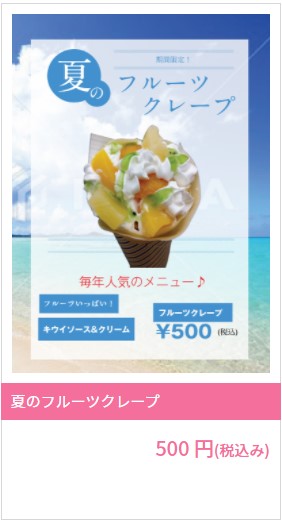 期間限定！
夏の
フルーツ
クレープ
毎年人気のメニュー♪
フルーツいっぱい！
キウイソース&クリーム
フルーツクレープ
¥500 (税込)
夏のフルーツクレープ
500 円(税込み)